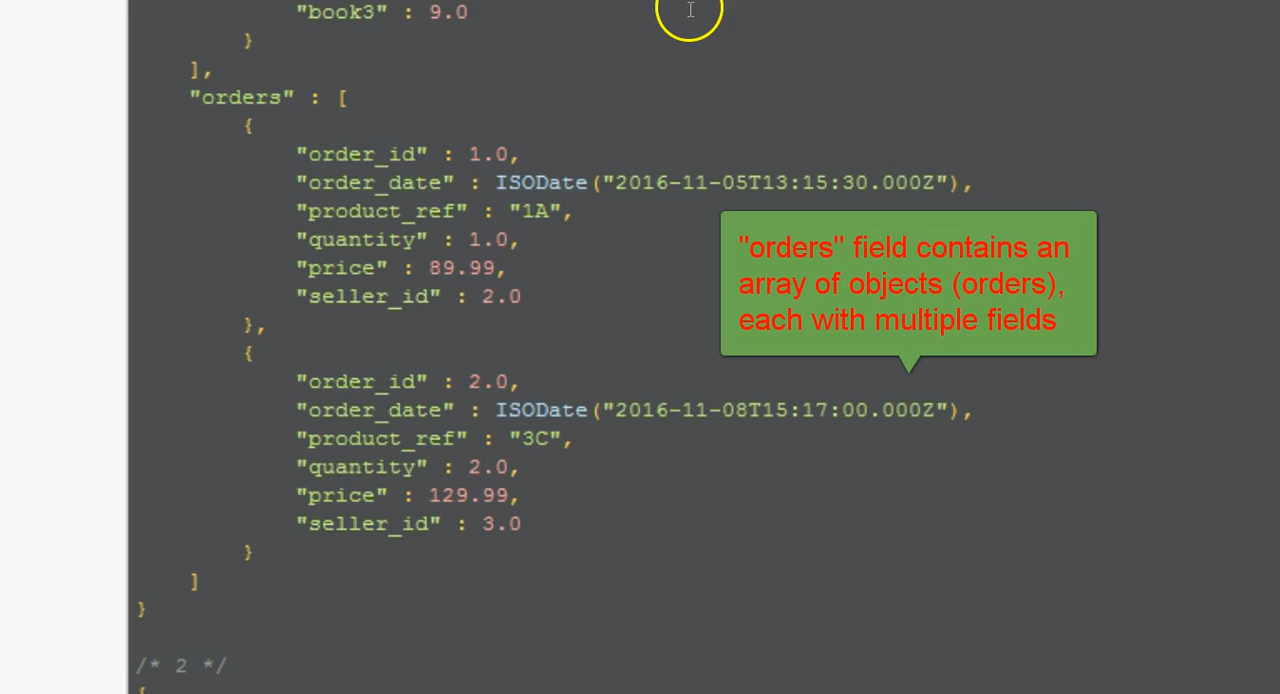 "book3" : 9.0
}
],
"orders" : [
{
"order_id" : 1.0,
"order_date" : ISODate("2016-11-05T13:15:30.000Z"),
"product_ref" : "1A",
"quantity" : 1.0,
"price" : 89.99,
"seller_id" : 2.0
},
{
"order_id" : 2.0,
"order_date" : ISODate("2016-11-08T15:17:00.000Z"),
"product_ref" : "3C",
"quantity" : 2.0,
"price" : 129.99,
"seller_id" : 3.0
}
]
}
/* 2 */
{
"orders" field contains an
array of objects (orders),
each with multiple fields